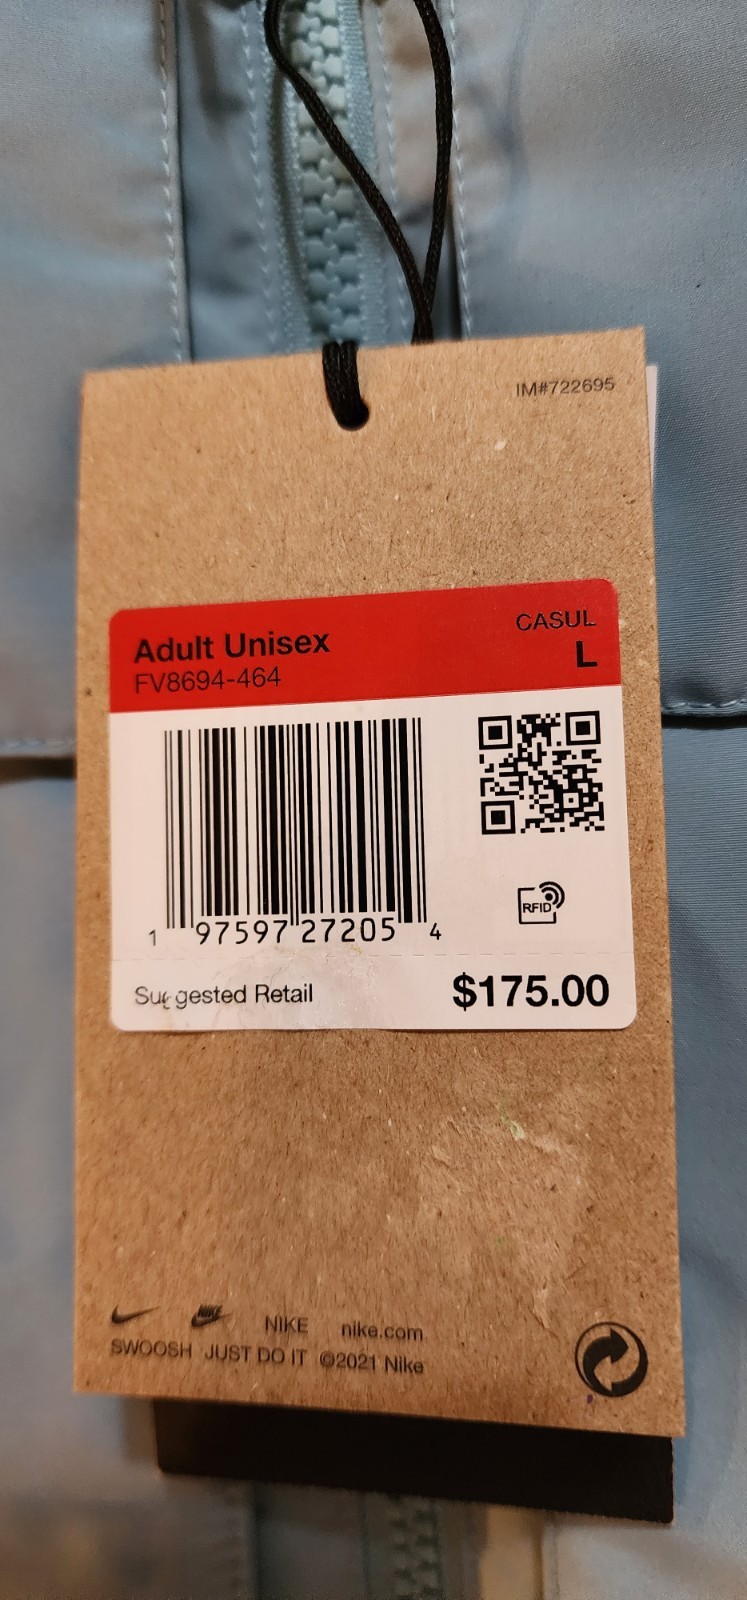 IM#722695
CASUL
Adult Unisex
L
FV8694-464
RFID
1 97597 27205 4
Suggested Retail
$175.00
NIKE NIKE nike.com
SWOOSH JUST DO IT ©2021 Nike